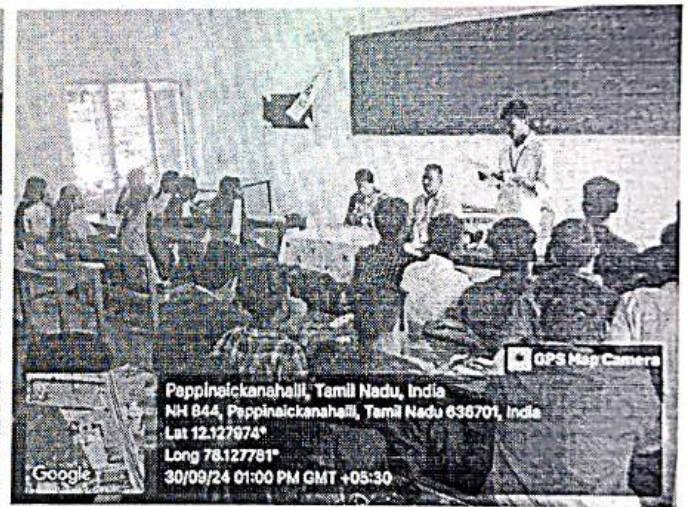 GPS Map Camera
Pappinaickanahalli, Tamil Nadu, India
NH 844, Pappinaickanahalli, Tamil Nadu 636701, India
Lat 12.127974°
Long 78.127781°
30/09/24 01:00 PM GMT +05:30
Google